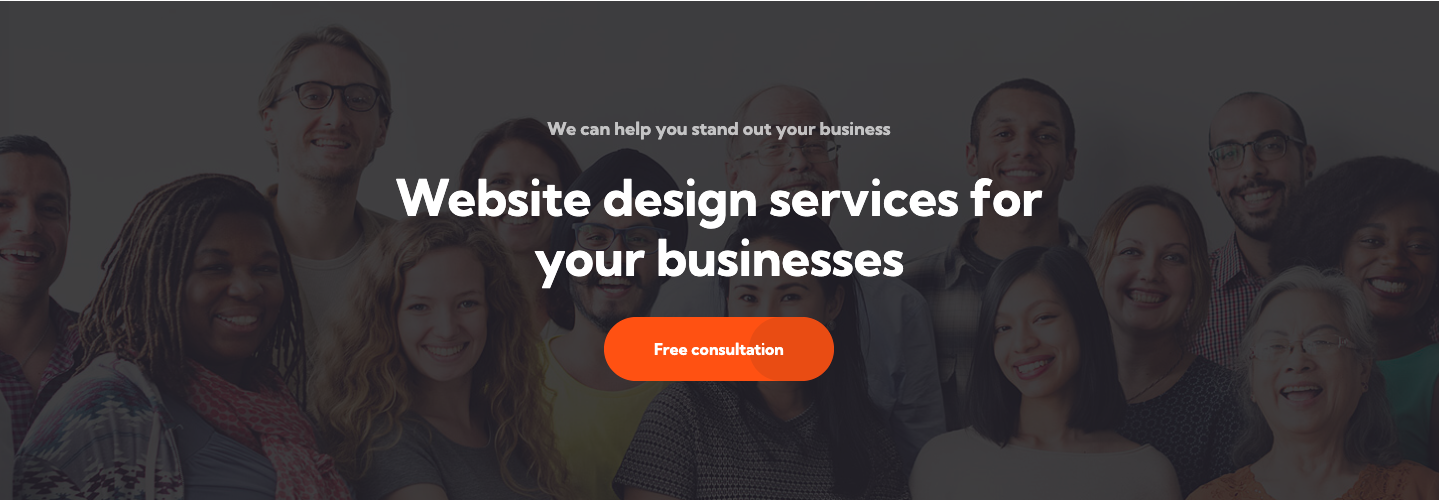 We can help you stand out your business
Website design services for
your businesses
Free consultation